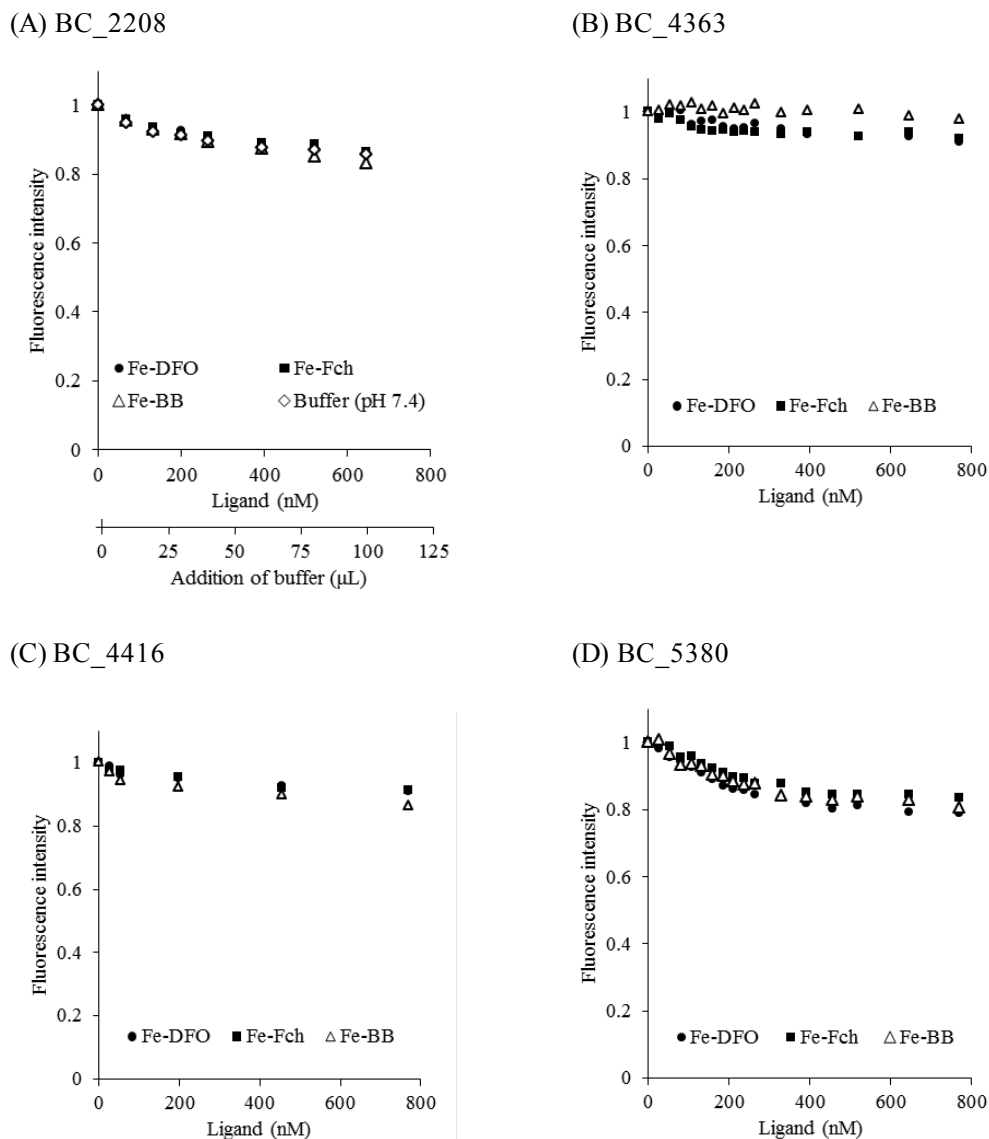 (A) BC_2208
Fluorescence intensity
1
0.8
0.6
0.4
0.2
0
Fe-DFO Fe-Fch
Fe-BB Buffer (pH 7.4)
0 200 400 600 800
Ligand (nM)
0 25 50 75 100 125
Addition of buffer (µL)
(B) BC_4363
Fluorescence intensity
1
0.8
0.6
0.4
0.2
0
Fe-DFO Fe-Fch Fe-BB
0 200 400 600 800
Ligand (nM)
(C) BC_4416
Fluorescence intensity
1
0.8
0.6
0.4
0.2
0
Fe-DFO Fe-Fch Fe-BB
0 200 400 600 800
Ligand (nM)
(D) BC_5380
Fluorescence intensity
1
0.8
0.6
0.4
0.2
0
Fe-DFO Fe-Fch Fe-BB
0 200 400 600 800
Ligand (nM)